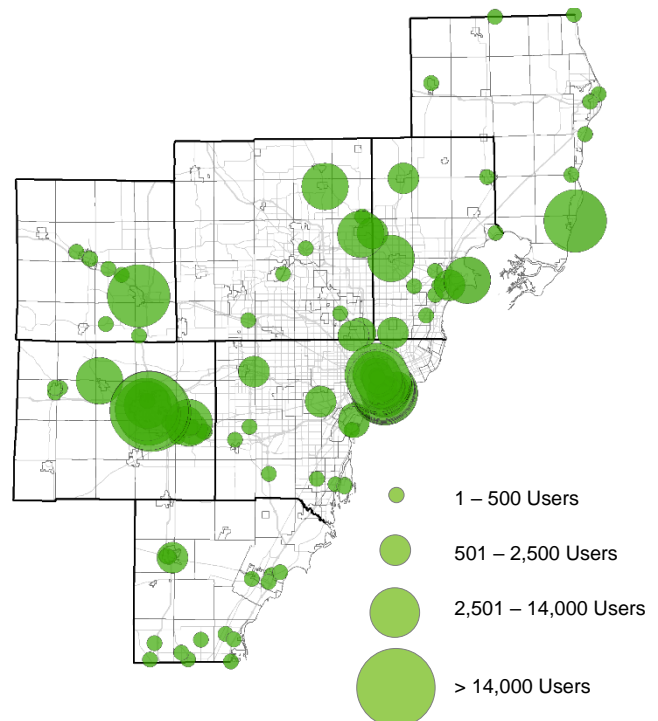 1 – 500 Users
501 – 2,500 Users
2,501 – 14,000 Users
> 14,000 Users